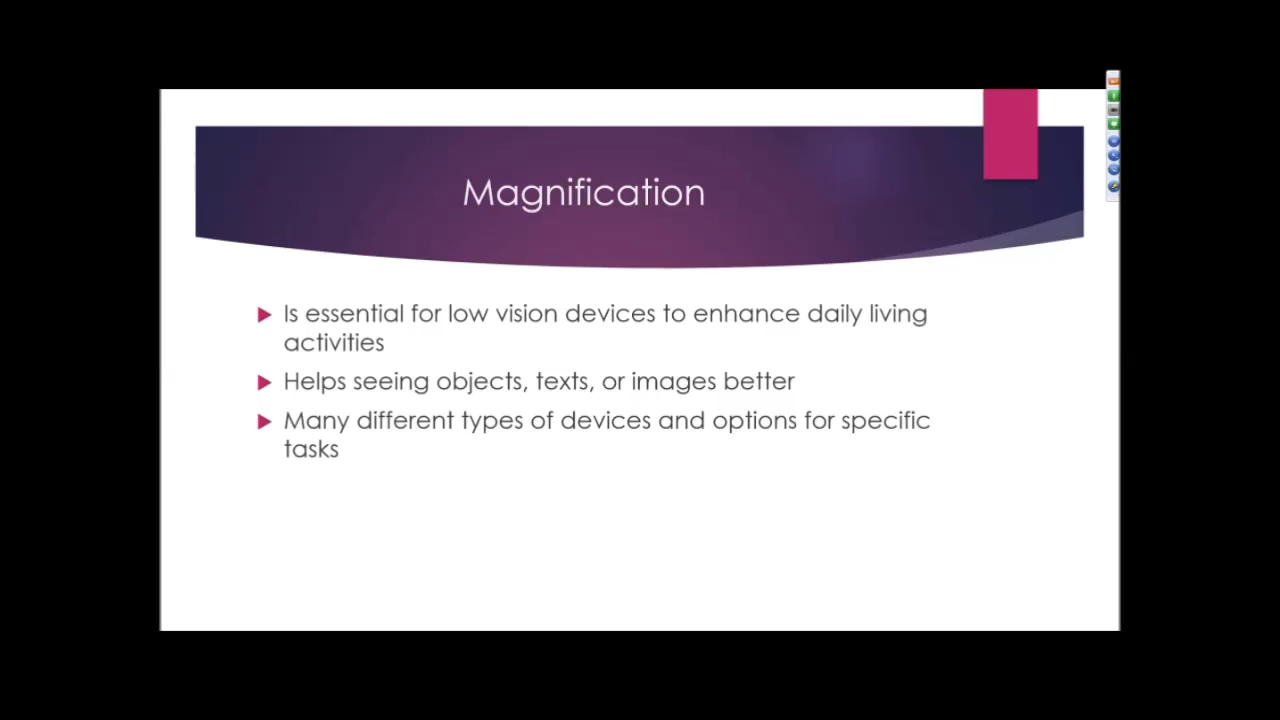 Magnification
Is essential for low vision devices to enhance daily living
activities
Helps seeing objects, texts, or images better
Many different types of devices and options for specific
tasks